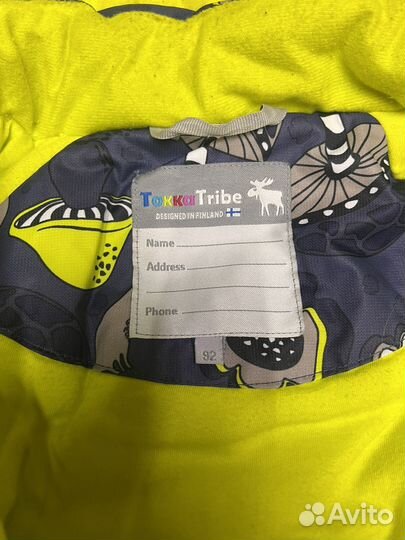 TokkaTribe
DESIGNED IN FINLAND
Name
Address
Phone
92
Avito